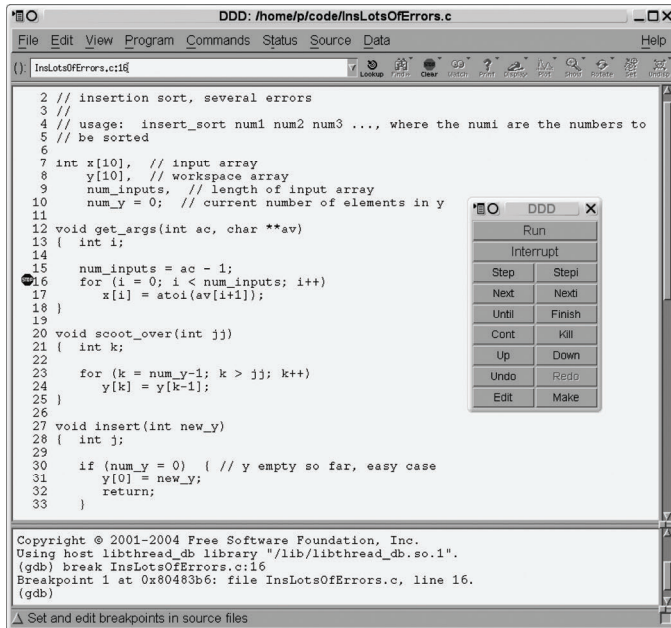 DDD: /home/p/code/InsLotsOfErrors.c
File Edit View Program Commands Status Source Data Help
(): InsLotsOfErrors.c:16
Lookup Find» Clear Watch Print Display Plot Show Rotate Set Undisp
2 // insertion sort, several errors
3 //
4 // usage:  insert_sort num1 num2 num3 ..., where the numi are the numbers to
5 // be sorted
6
7 int x[10],  // input array
8     y[10],  // workspace array
9     num_inputs,  // length of input array
10     num_y = 0;  // current number of elements in y
11
12 void get_args(int ac, char **av)
13 {  int i;
14
15    num_inputs = ac - 1;
STOP
16    for (i = 0; i < num_inputs; i++)
17       x[i] = atoi(av[i+1]);
18 }
19
20 void scoot_over(int jj)
21 {  int k;
22
23    for (k = num_y-1; k > jj; k++)
24       y[k] = y[k-1];
25 }
26
27 void insert(int new_y)
28 {  int j;
29
30    if (num_y = 0)  { // y empty so far, easy case
31       y[0] = new_y;
32       return;
33    }
DDD
Run
Interrupt
Step Stepi
Next Nexti
Until Finish
Cont Kill
Up Down
Undo Redo
Edit Make
Copyright © 2001-2004 Free Software Foundation, Inc.
Using host libthread_db library "/lib/libthread_db.so.1".
(gdb) break InsLotsOfErrors.c:16
Breakpoint 1 at 0x80483b6: file InsLotsOfErrors.c, line 16.
(gdb)
Set and edit breakpoints in source files